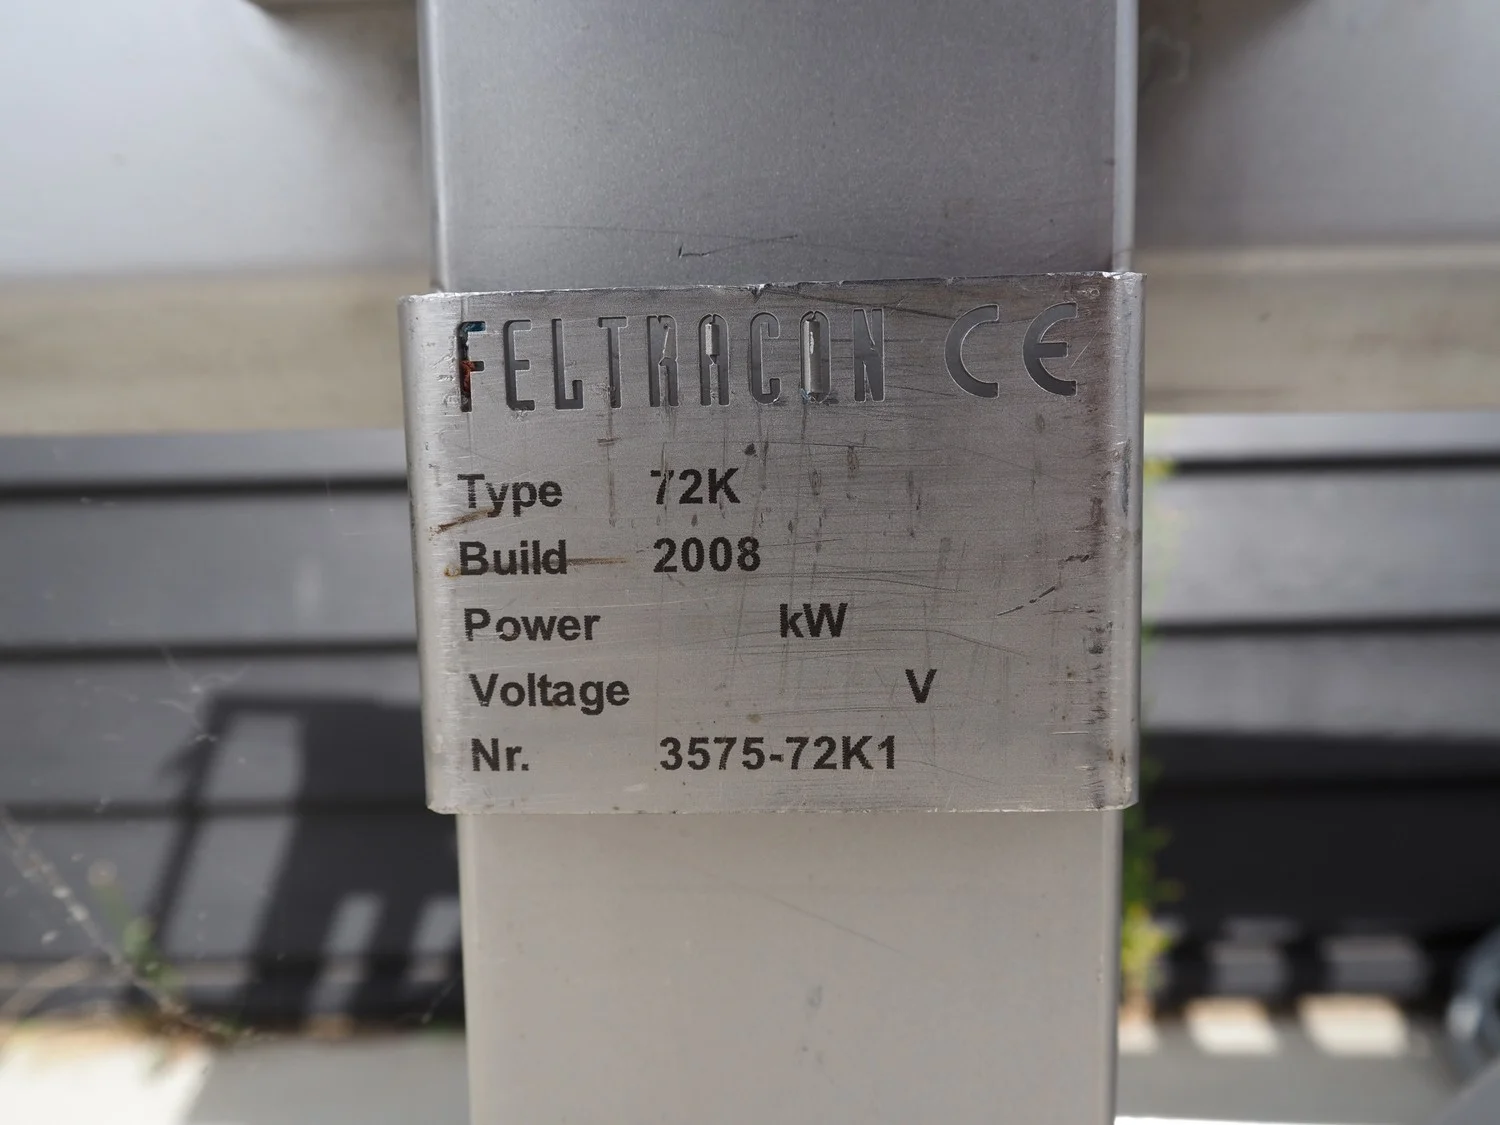 FELTRACON CE
Type 72K
Build 2008
Power kW
Voltage V
Nr. 3575-72K1